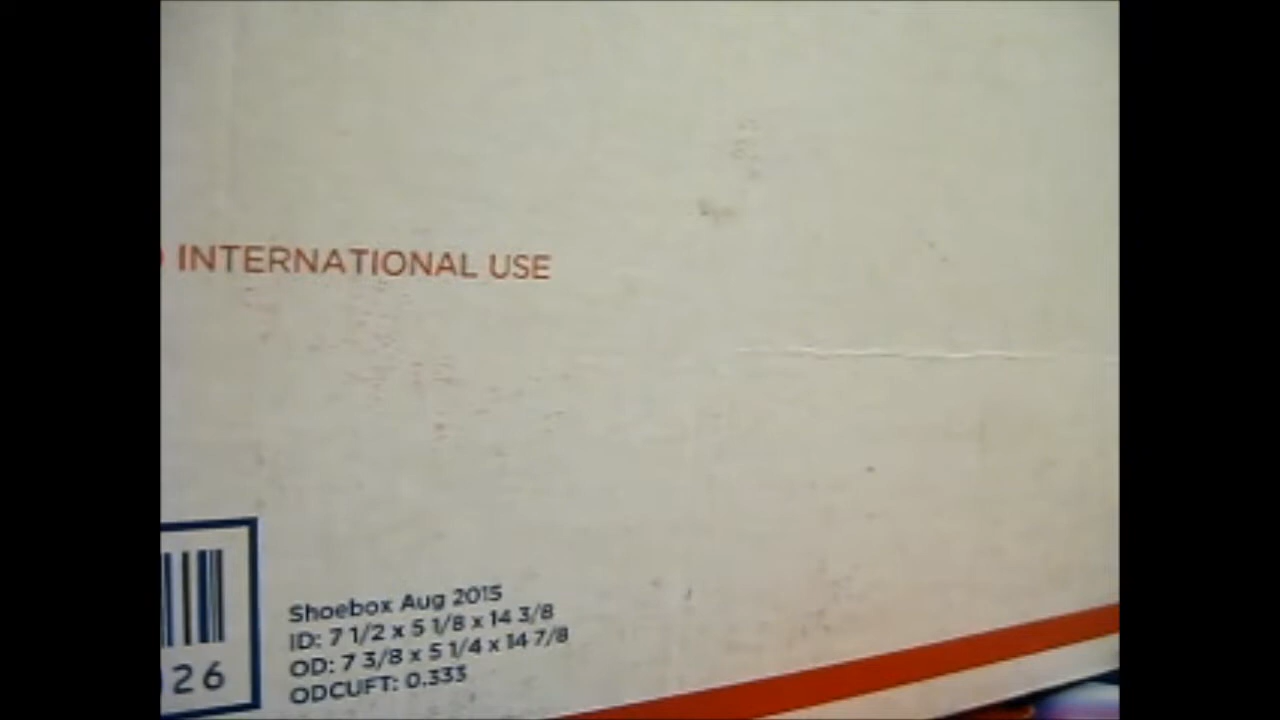 INTERNATIONAL USE
Shoebox Aug 2015
ID: 7 1/2 x 5 1/8 x 14 3/8
OD: 7 3/8 x 5 1/4 x 14 7/8
ODCUFT: 0.333
26